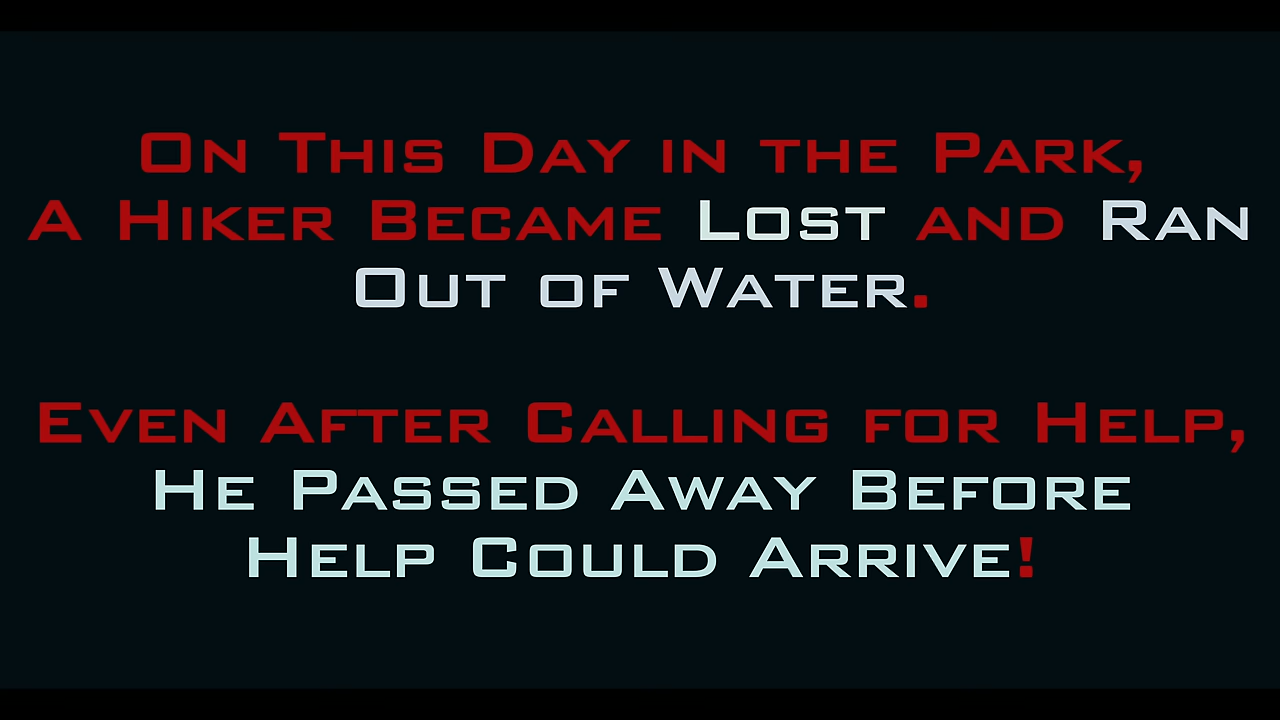 On This Day in the Park,
A Hiker Became Lost and Ran
Out of Water.
Even After Calling for Help,
He Passed Away Before
Help Could Arrive!